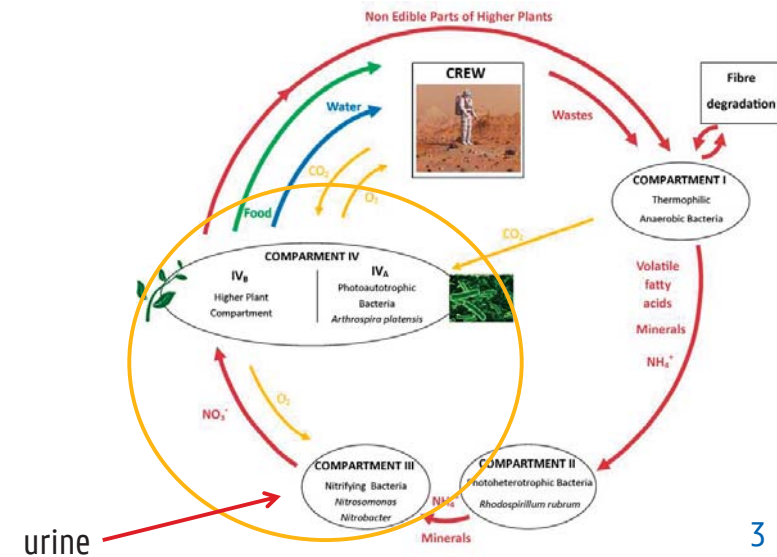 Non Edible Parts of Higher Plants
CREW
Fibre
degradation
Water
Wastes
CO₂
O₂
COMPARTMENT I
Thermophilic
Anaerobic Bacteria
Food
CO₂
COMPARMENT IV
IV_B
Higher Plant
Compartment
IV_A
Photoautotrophic
Bacteria
Arthrospira platensis
Volatile
fatty
acids
Minerals
NH₄⁺
O₂
NO₃⁻
COMPARTMENT III
Nitrifying Bacteria
Nitrosomonas
Nitrobacter
COMPARTMENT II
Photoheterotrophic Bacteria
Rhodospirillum rubrum
NH₄
Minerals
urine
3